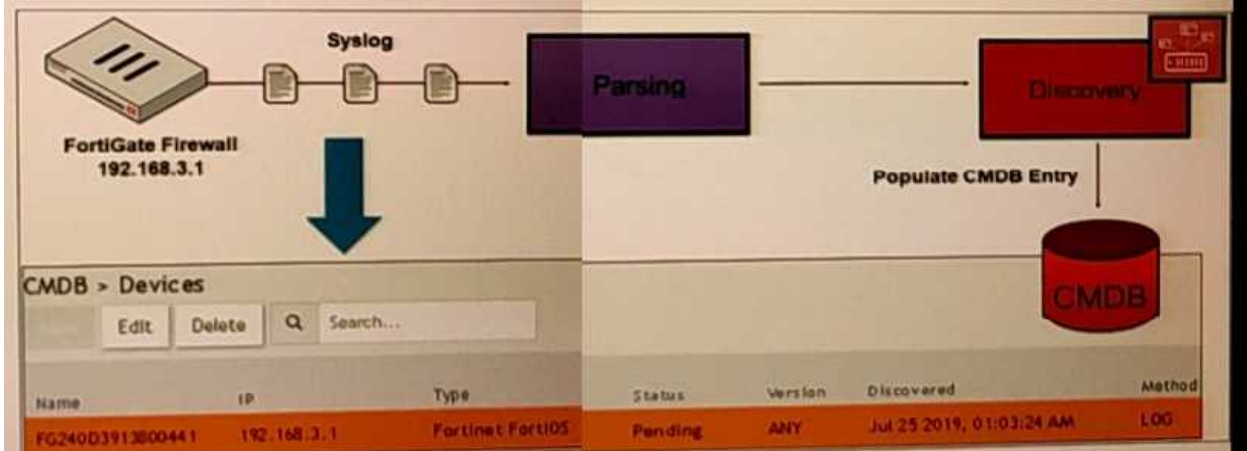 Syslog
Parsing
Discovery
FortiGate Firewall
192.168.3.1
Populate CMDB Entry
CMDB
CMDB > Devices
Edit Delete Search...
Name IP Type Status Version Discovered Method
FG240D3913800441 192.168.3.1 Fortinet FortiOS Pending ANY Jul 25 2019, 01:03:24 AM LOG